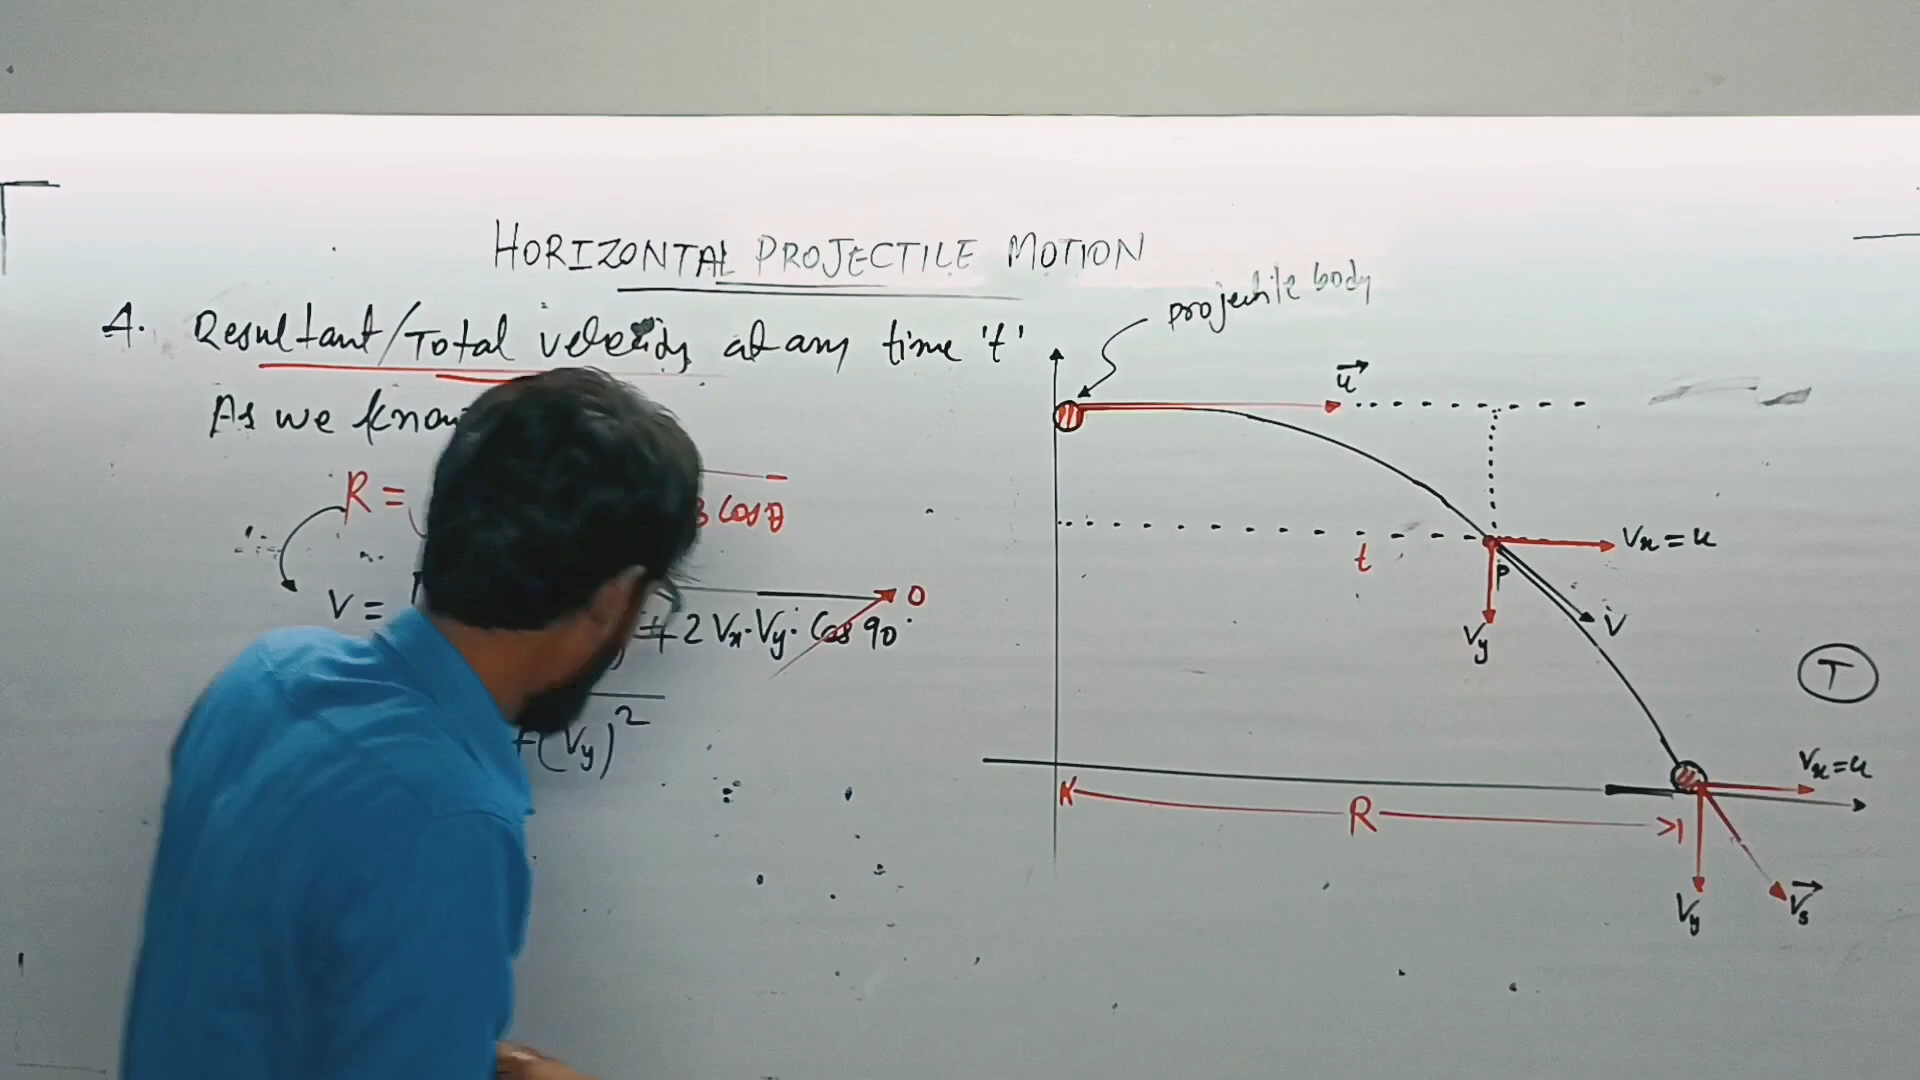 HORIZONTAL PROJECTILE MOTION
4. Resultant/Total velocity at any time 't'
As we know
R =
B Cos θ
V =
+ 2 Vx · Vy · Cos 90°
0
+ (Vy)²
projectile body
u
t
Vx = u
P
Vy
V
T
Vx = u
R
Vy
Vs